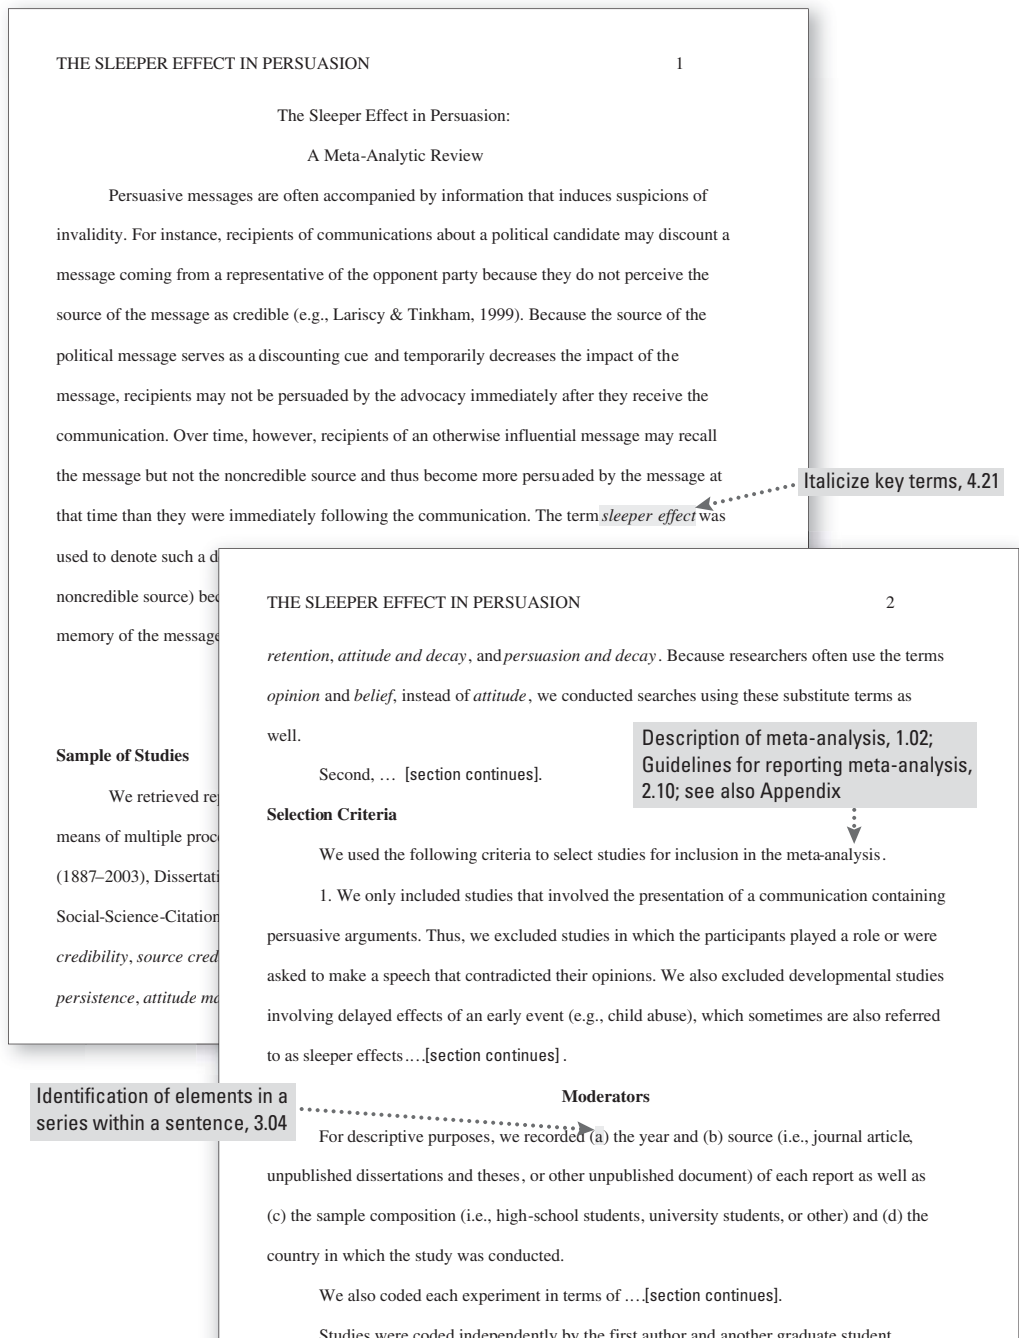 THE SLEEPER EFFECT IN PERSUASION 1
The Sleeper Effect in Persuasion:
A Meta-Analytic Review
Persuasive messages are often accompanied by information that induces suspicions of
invalidity. For instance, recipients of communications about a political candidate may discount a
message coming from a representative of the opponent party because they do not perceive the
source of the message as credible (e.g., Lariscy & Tinkham, 1999). Because the source of the
political message serves as a discounting cue and temporarily decreases the impact of the
message, recipients may not be persuaded by the advocacy immediately after they receive the
communication. Over time, however, recipients of an otherwise influential message may recall
the message but not the noncredible source and thus become more persuaded by the message at
that time than they were immediately following the communication. The term sleeper effect was
used to denote such a d
noncredible source) bec
memory of the message
Sample of Studies
We retrieved rep
means of multiple proc
(1887–2003), Dissertati
Social-Science-Citation
credibility, source cred
persistence, attitude ma
Italicize key terms, 4.21
THE SLEEPER EFFECT IN PERSUASION 2
retention, attitude and decay, and persuasion and decay. Because researchers often use the terms
opinion and belief, instead of attitude, we conducted searches using these substitute terms as
well.
Second, … [section continues].
Description of meta-analysis, 1.02;
Guidelines for reporting meta-analysis,
2.10; see also Appendix
Selection Criteria
We used the following criteria to select studies for inclusion in the meta-analysis.
1. We only included studies that involved the presentation of a communication containing
persuasive arguments. Thus, we excluded studies in which the participants played a role or were
asked to make a speech that contradicted their opinions. We also excluded developmental studies
involving delayed effects of an early event (e.g., child abuse), which sometimes are also referred
to as sleeper effects….[section continues] .
Identification of elements in a
series within a sentence, 3.04
Moderators
For descriptive purposes, we recorded (a) the year and (b) source (i.e., journal article,
unpublished dissertations and theses, or other unpublished document) of each report as well as
(c) the sample composition (i.e., high-school students, university students, or other) and (d) the
country in which the study was conducted.
We also coded each experiment in terms of ….[section continues].
Studies were coded independently by the first author and another graduate student